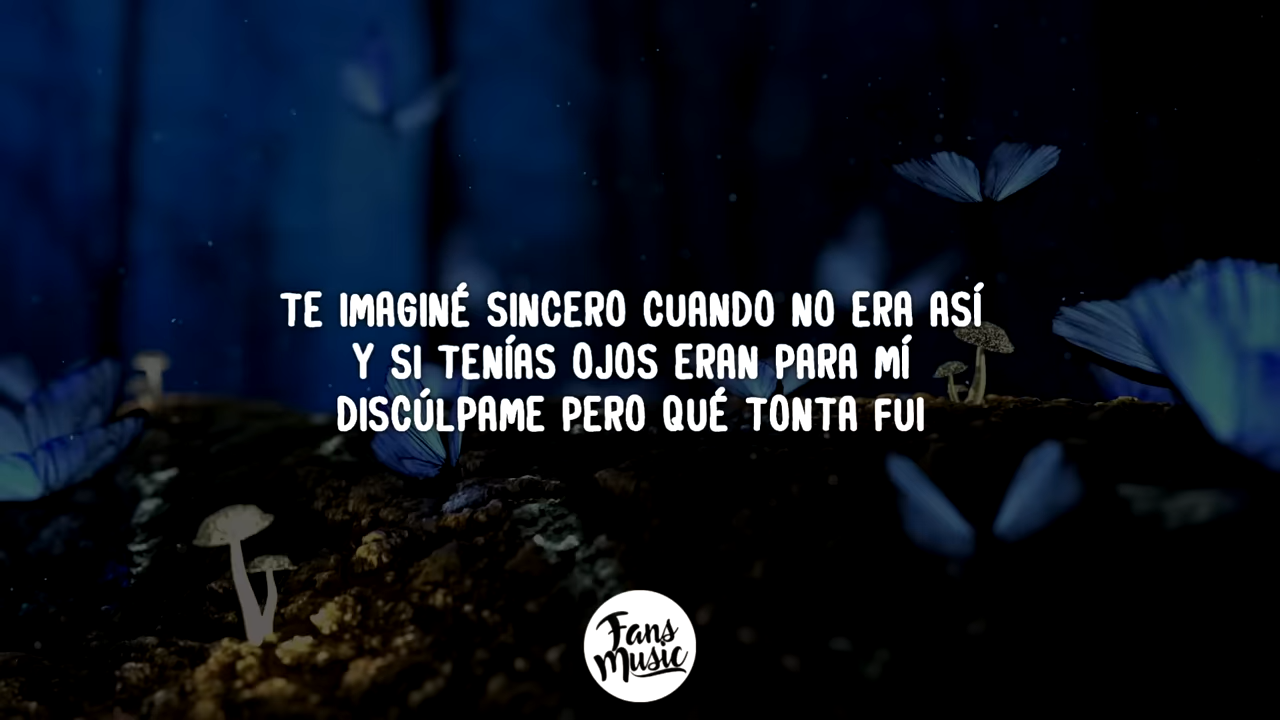 TE IMAGINÉ SINCERO CUANDO NO ERA ASÍ
Y SI TENÍAS OJOS ERAN PARA MÍ
DISCÚLPAME PERO QUÉ TONTA FUI
Fans
Music